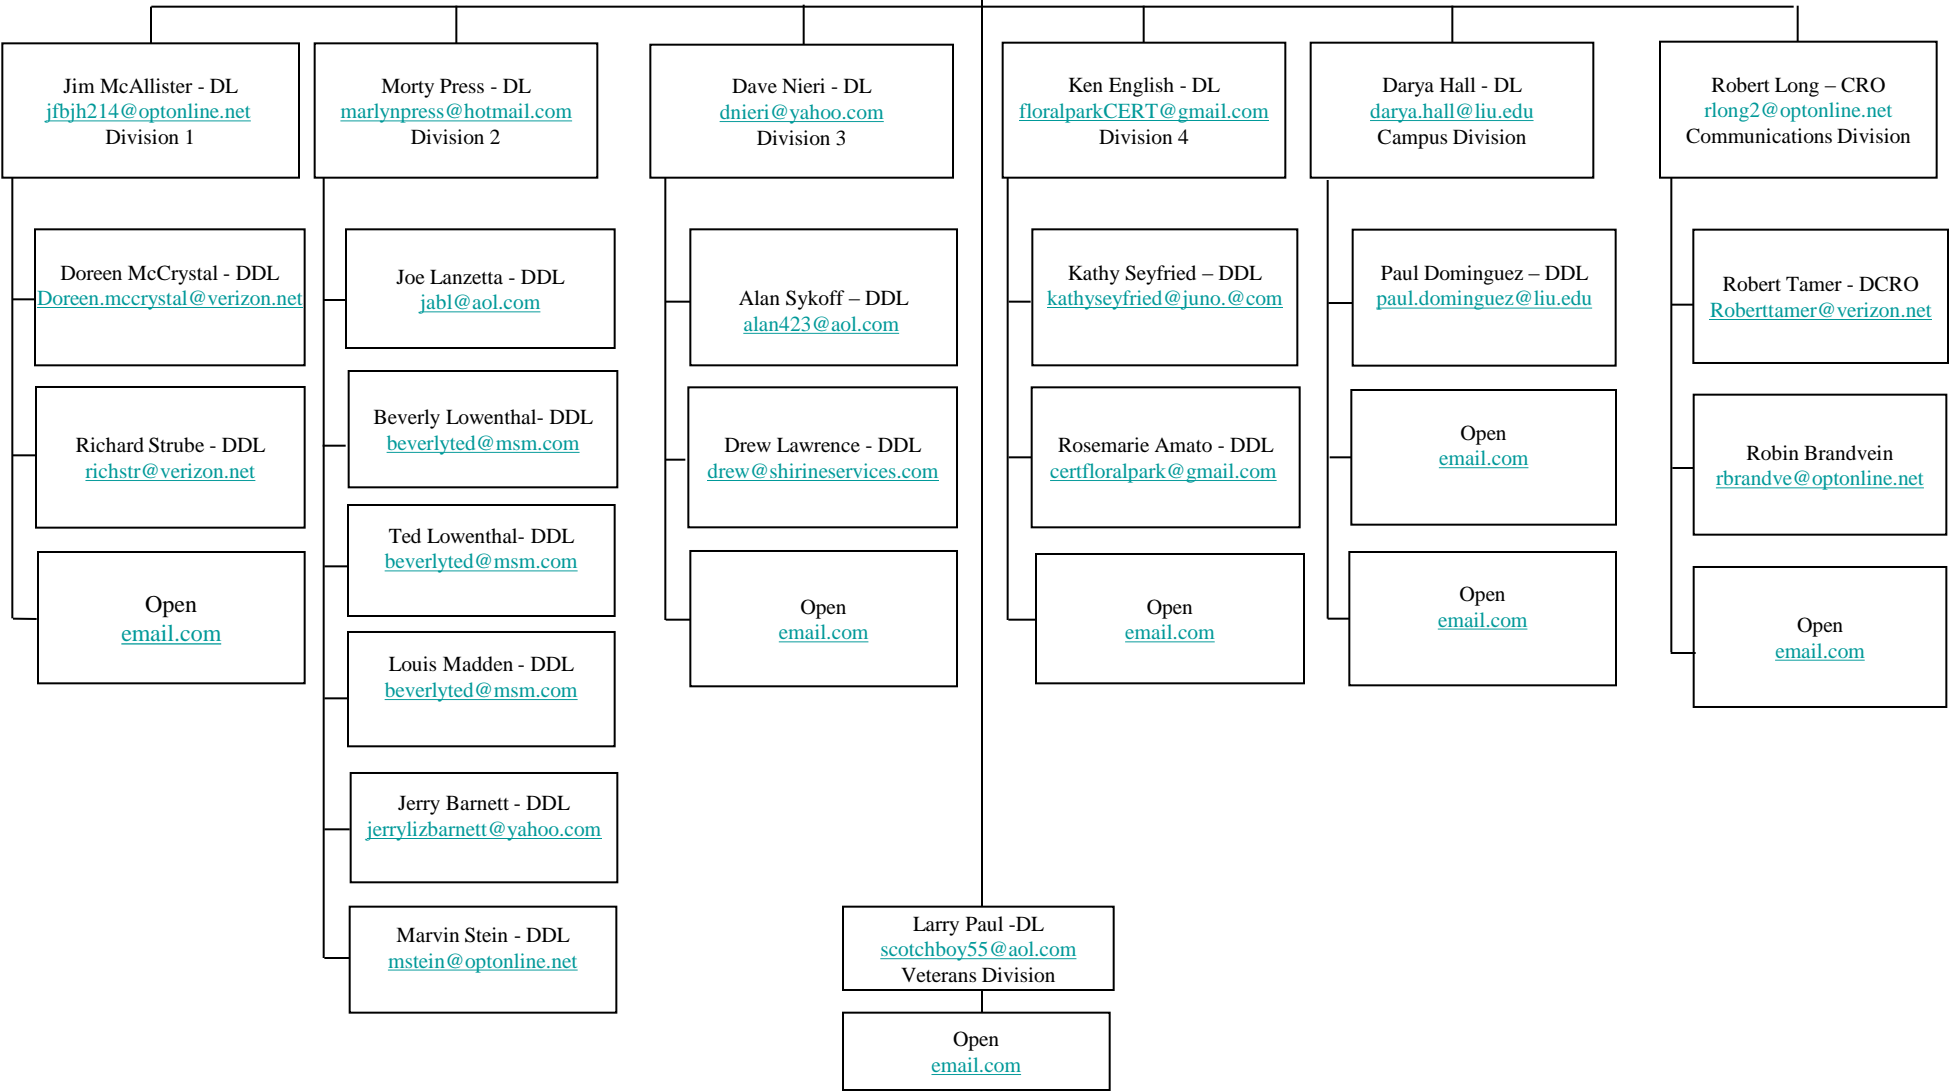 Jim McAllister - DL
jfbjh214@optonline.net
Division 1
Morty Press - DL
marlynpress@hotmail.com
Division 2
Dave Nieri - DL
dnieri@yahoo.com
Division 3
Ken English - DL
floralparkCERT@gmail.com
Division 4
Darya Hall - DL
darya.hall@liu.edu
Campus Division
Robert Long – CRO
rlong2@optonline.net
Communications Division
Doreen McCrystal - DDL
Doreen.mccrystal@verizon.net
Richard Strube - DDL
richstr@verizon.net
Open
email.com
Joe Lanzetta - DDL
jabl@aol.com
Beverly Lowenthal- DDL
beverlyted@msm.com
Ted Lowenthal- DDL
beverlyted@msm.com
Louis Madden - DDL
beverlyted@msm.com
Jerry Barnett - DDL
jerrylizbarnett@yahoo.com
Marvin Stein - DDL
mstein@optonline.net
Alan Sykoff – DDL
alan423@aol.com
Drew Lawrence - DDL
drew@shirineservices.com
Open
email.com
Kathy Seyfried – DDL
kathyseyfried@juno.@com
Rosemarie Amato - DDL
certfloralpark@gmail.com
Open
email.com
Paul Dominguez – DDL
paul.dominguez@liu.edu
Open
email.com
Open
email.com
Robert Tamer - DCRO
Roberttamer@verizon.net
Robin Brandvein
rbrandve@optonline.net
Open
email.com
Larry Paul -DL
scotchboy55@aol.com
Veterans Division
Open
email.com